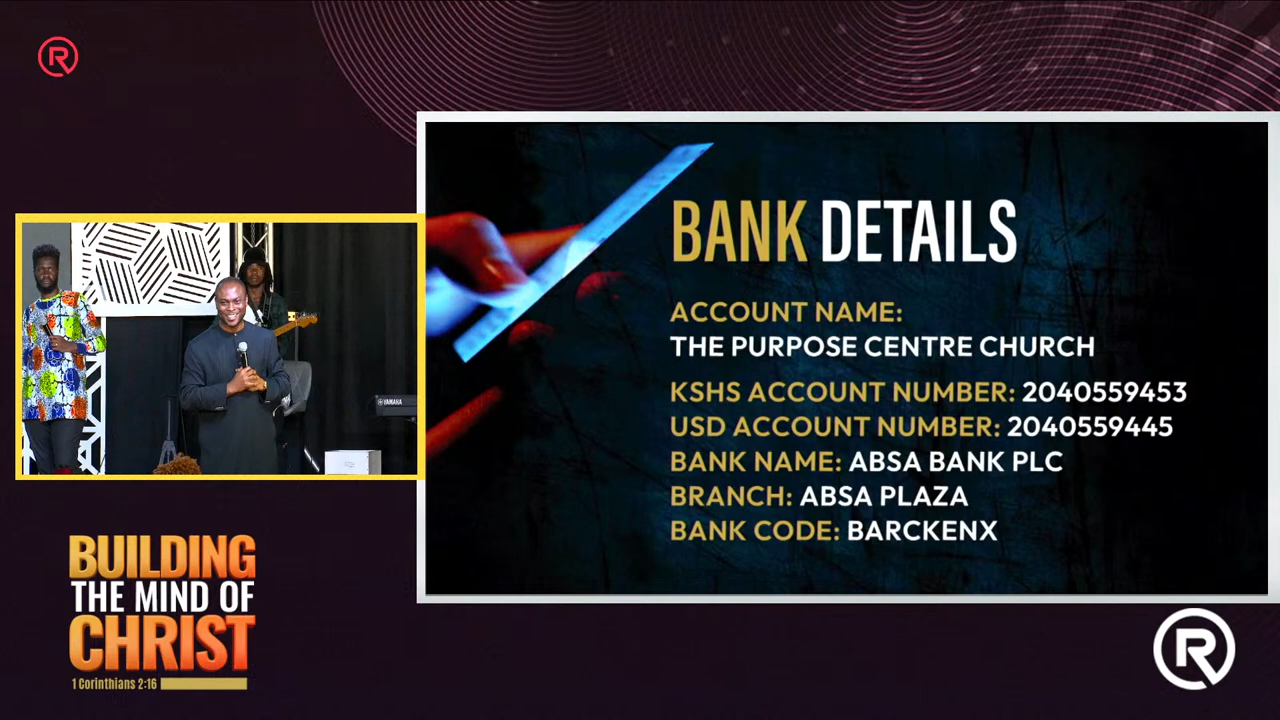 R
BANK DETAILS
ACCOUNT NAME:
THE PURPOSE CENTRE CHURCH
KSHS ACCOUNT NUMBER: 2040559453
USD ACCOUNT NUMBER: 2040559445
BANK NAME: ABSA BANK PLC
BRANCH: ABSA PLAZA
BANK CODE: BARCKENX
YAMAHA
BUILDING
THE MIND OF
CHRIST
1 Corinthians 2:16
R